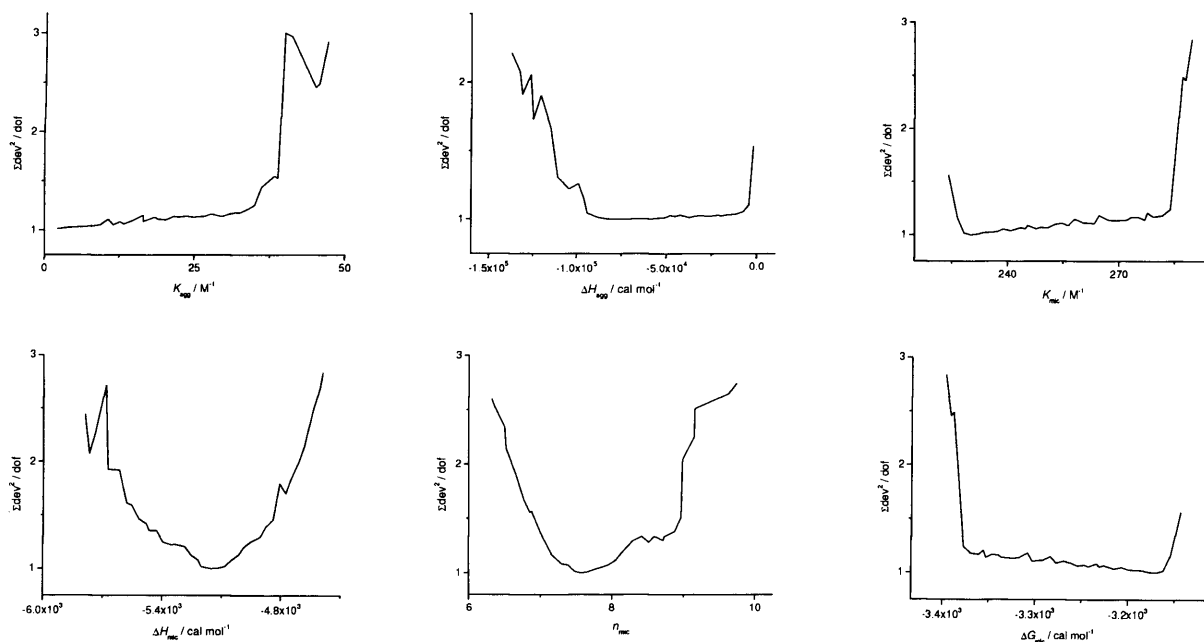 3
2
1
Σdev² / dof
0
25
50
K_agg / M⁻¹
2
1
Σdev² / dof
-1.5x10⁵
-1.0x10⁵
-5.0x10⁴
0.0
ΔH_agg / cal mol⁻¹
3
2
1
Σdev² / dof
240
270
K_mic / M⁻¹
3
2
1
Σdev² / dof
-6.0x10³
-5.4x10³
-4.8x10³
ΔH_mic / cal mol⁻¹
3
2
1
Σdev² / dof
6
8
10
n_mic
3
2
1
Σdev² / dof
-3.4x10³
-3.3x10³
-3.2x10³
ΔG_mic / cal mol⁻¹